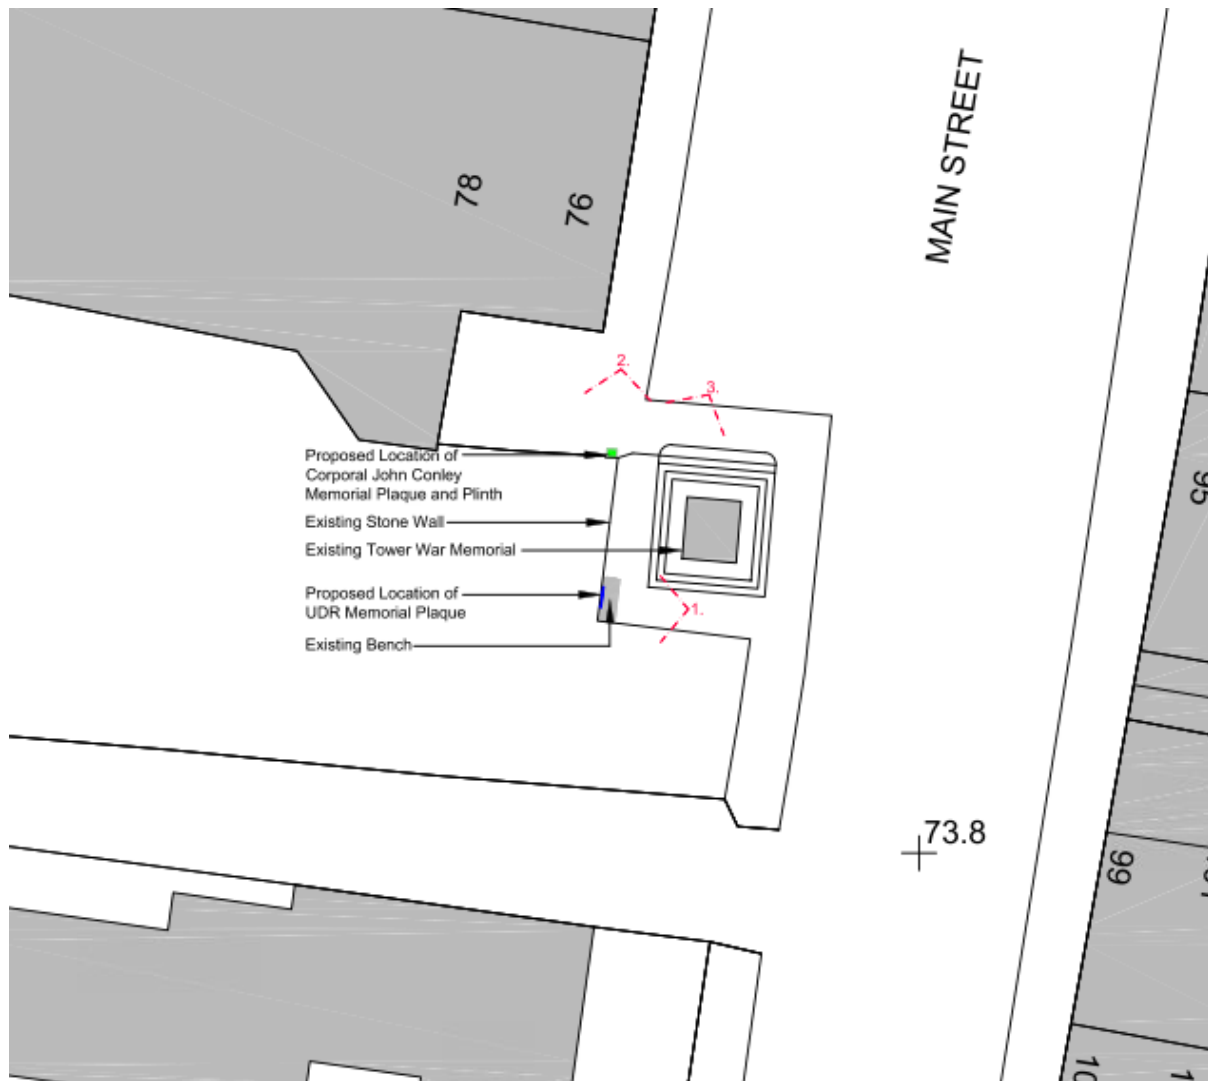 MAIN STREET
78
76
2.
3.
Proposed Location of
Corporal John Conley
Memorial Plaque and Plinth
Existing Stone Wall
Existing Tower War Memorial
Proposed Location of
UDR Memorial Plaque
Existing Bench
1.
95
73.8
99